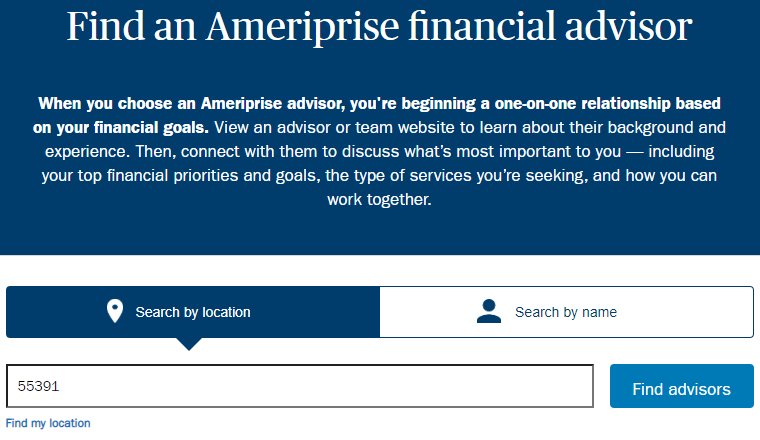 Find an Ameriprise financial advisor
When you choose an Ameriprise advisor, you're beginning a one-on-one relationship based
on your financial goals. View an advisor or team website to learn about their background and
experience. Then, connect with them to discuss what's most important to you — including
your top financial priorities and goals, the type of services you're seeking, and how you can
work together.
Search by location
Search by name
55391
Find advisors
Find my location